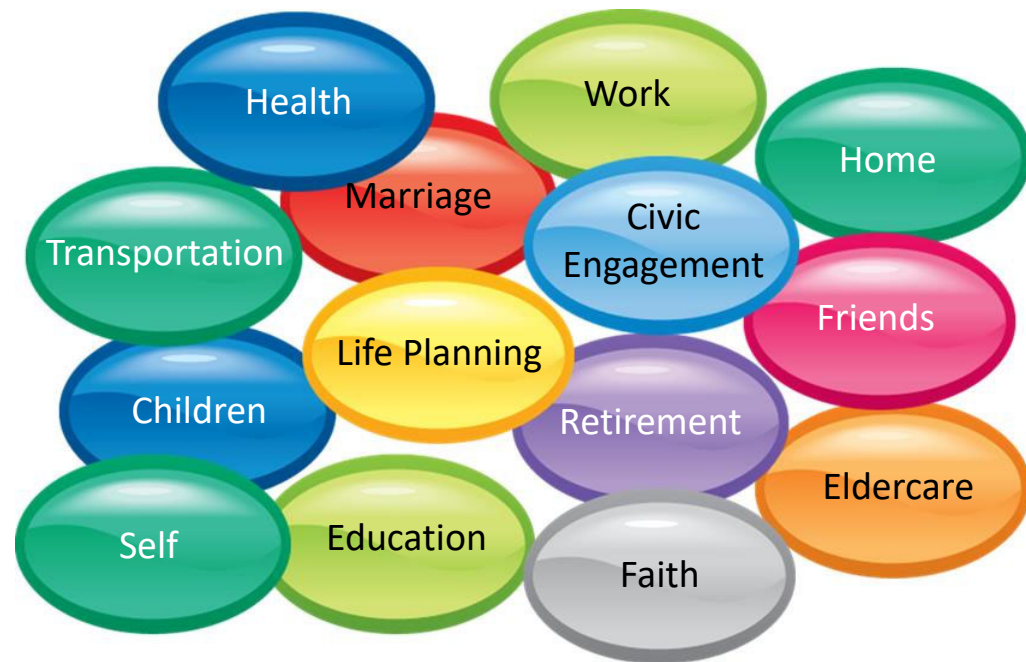 Health
Work
Home
Marriage
Civic
Engagement
Transportation
Friends
Life Planning
Children
Retirement
Eldercare
Self
Education
Faith